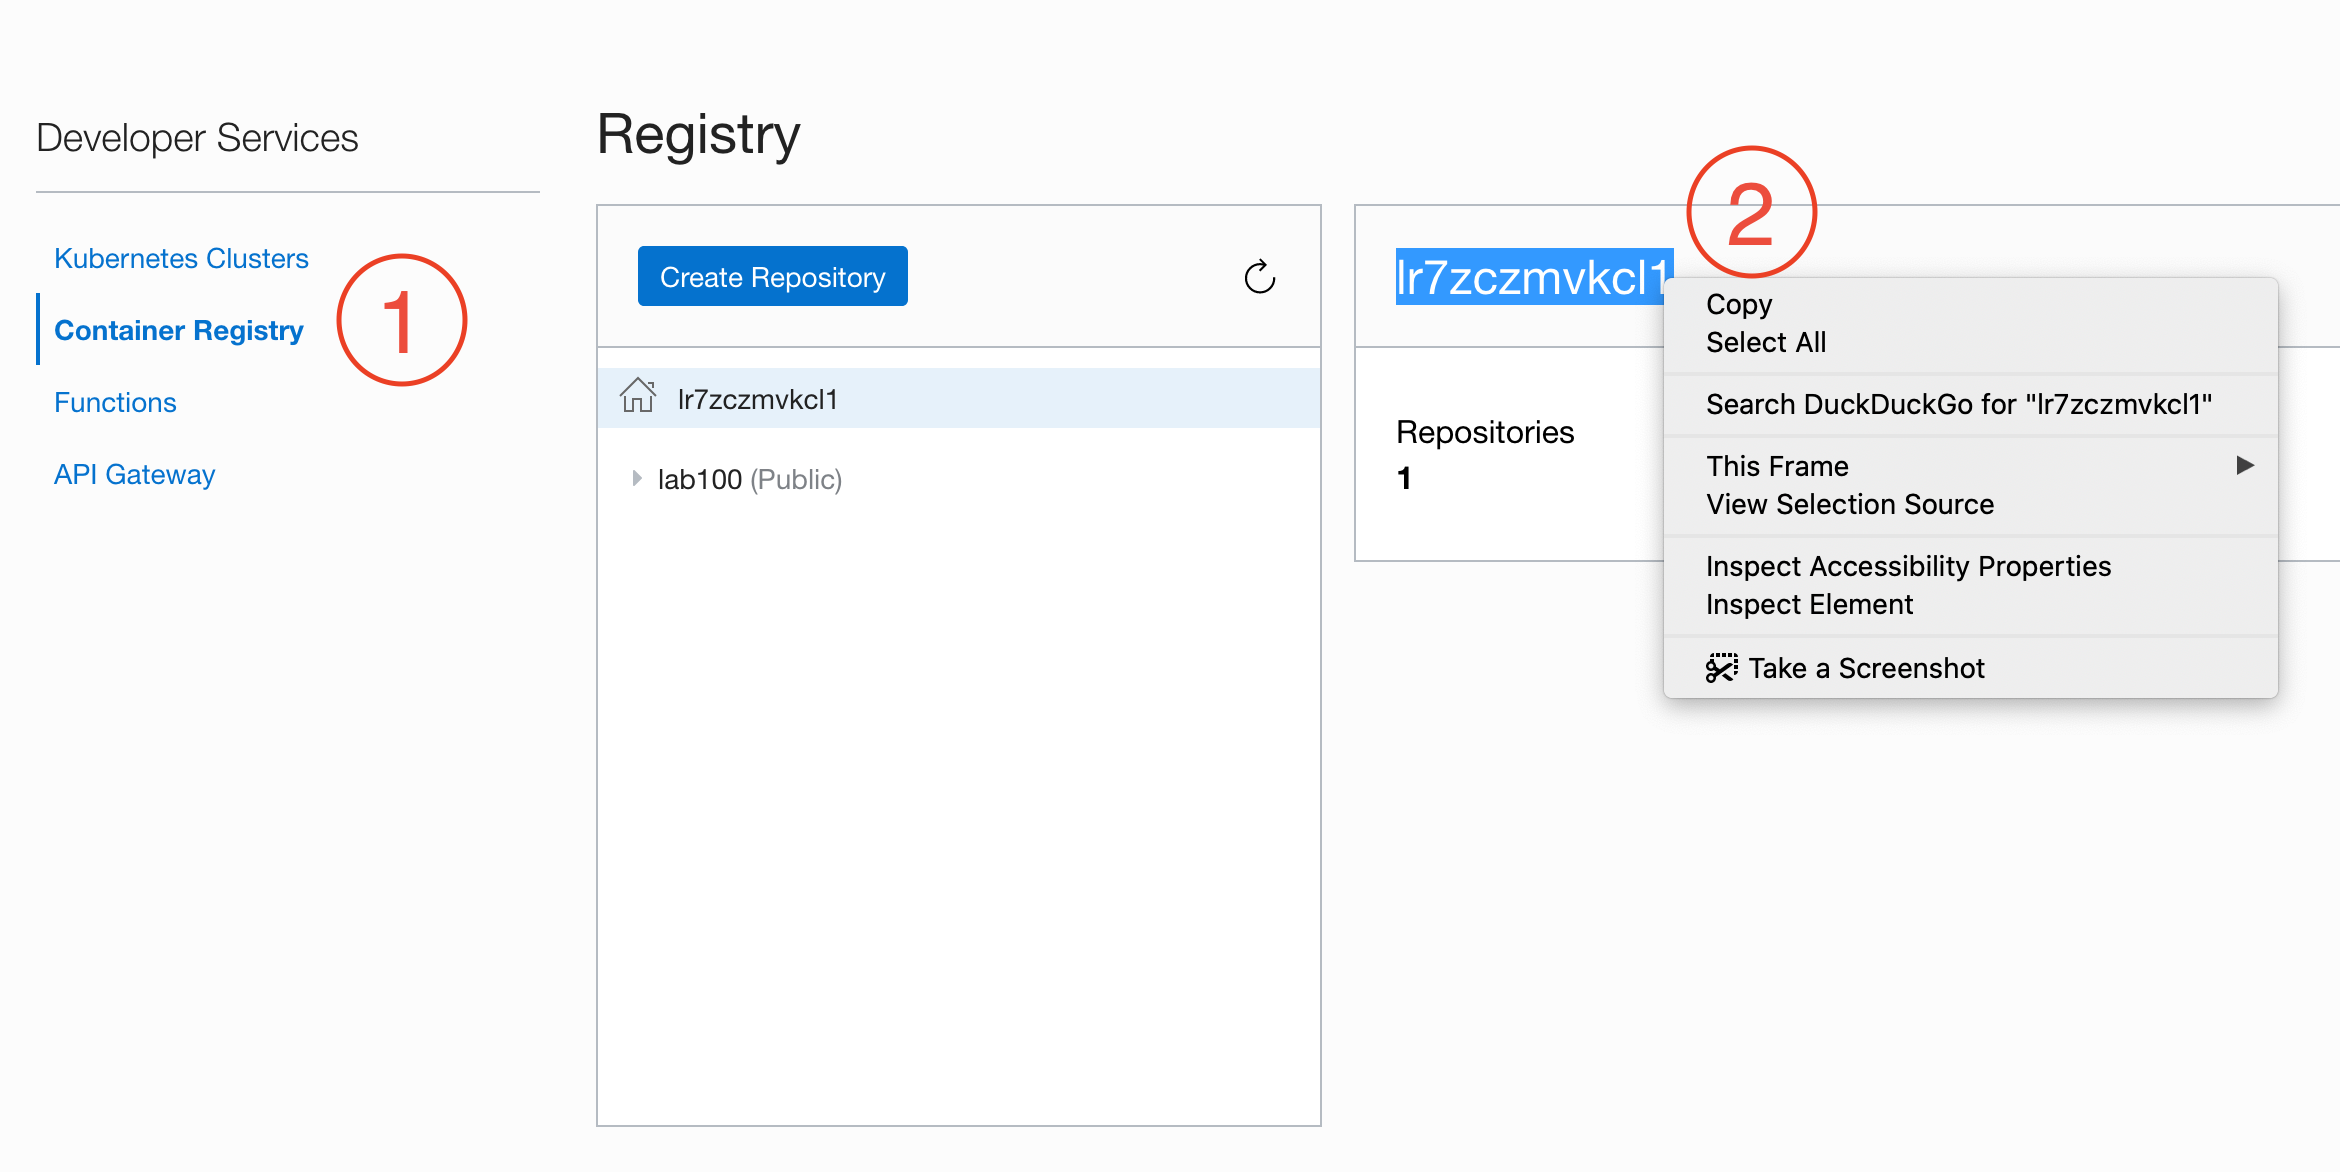 Developer Services
Kubernetes Clusters
Container Registry
1
Functions
API Gateway
Registry
Create Repository
lr7zczmvkcl1
lab100 (Public)
lr7zczmvkcl1
2
Repositories
1
Copy
Select All
Search DuckDuckGo for "lr7zczmvkcl1"
This Frame
View Selection Source
Inspect Accessibility Properties
Inspect Element
Take a Screenshot